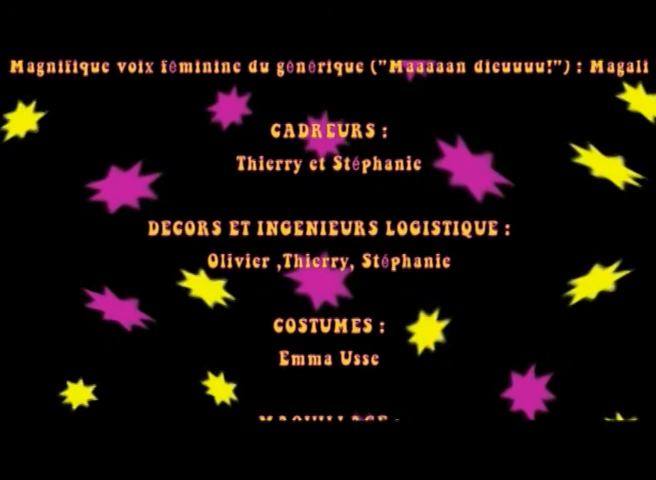 Magnifique voix féminine du générique ("Maaaaan dieuuuu!") : Magali
CADREURS :
Thierry et Stéphanie
DECORS ET INGENIEURS LOGISTIQUE :
Olivier ,Thierry, Stéphanie
COSTUMES :
Emma Usse
MAQUILLAGE :